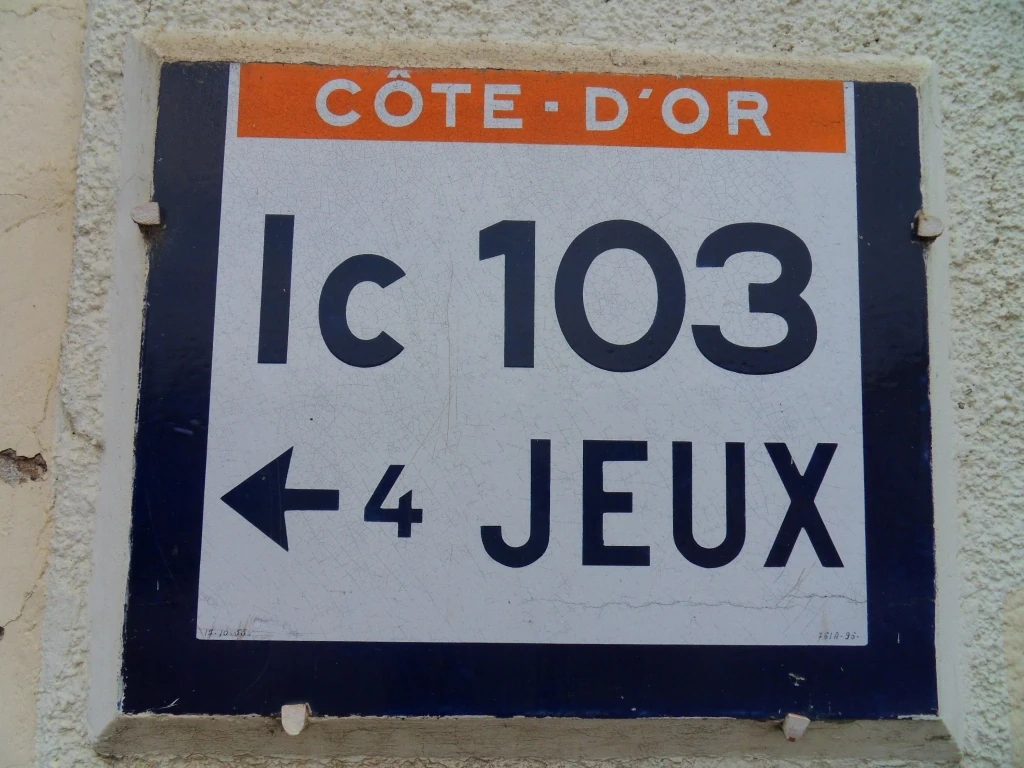 CÔTE-D'OR
Ic 103
4 JEUX